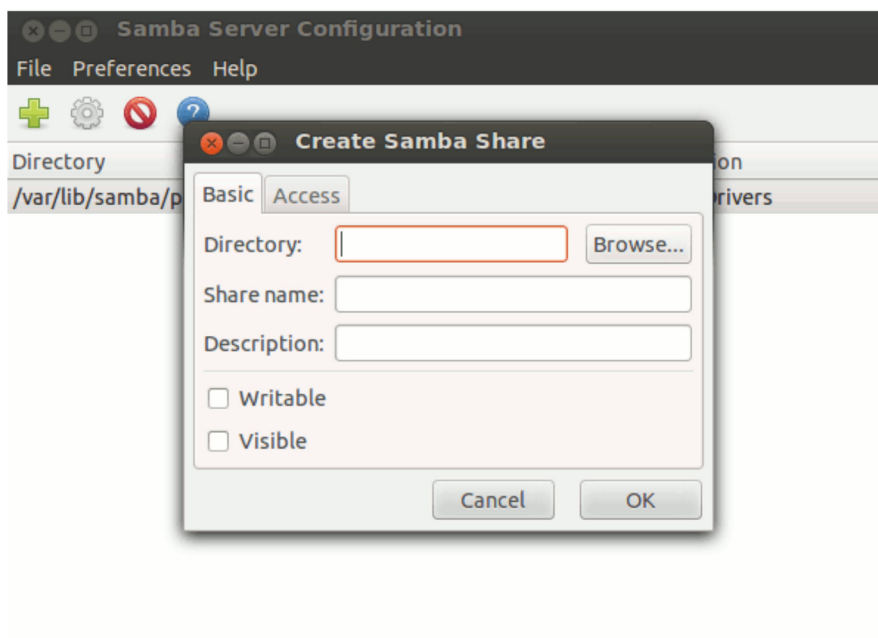 Samba Server Configuration
File Preferences Help
?
Create Samba Share
Directory
ion
/var/lib/samba/p
rivers
Basic Access
Directory: Browse...
Share name:
Description:
Writable
Visible
Cancel OK